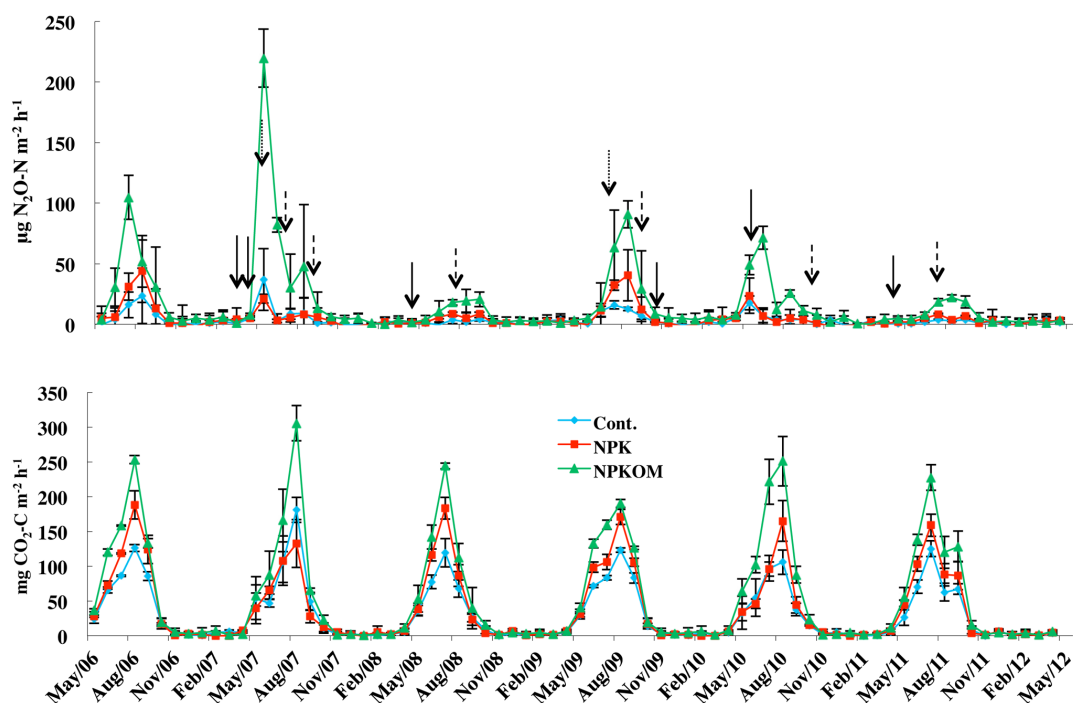 250
200
150
100
50
0
µg N₂O-N m⁻² h⁻¹
350
300
250
200
150
100
50
0
mg CO₂-C m⁻² h⁻¹
Cont.
NPK
NPKOM
May/06 Aug/06 Nov/06 Feb/07 May/07 Aug/07 Nov/07 Feb/08 May/08 Aug/08 Nov/08 Feb/09 May/09 Aug/09 Nov/09 Feb/10 May/10 Aug/10 Nov/10 Feb/11 May/11 Aug/11 Nov/11 Feb/12 May/12